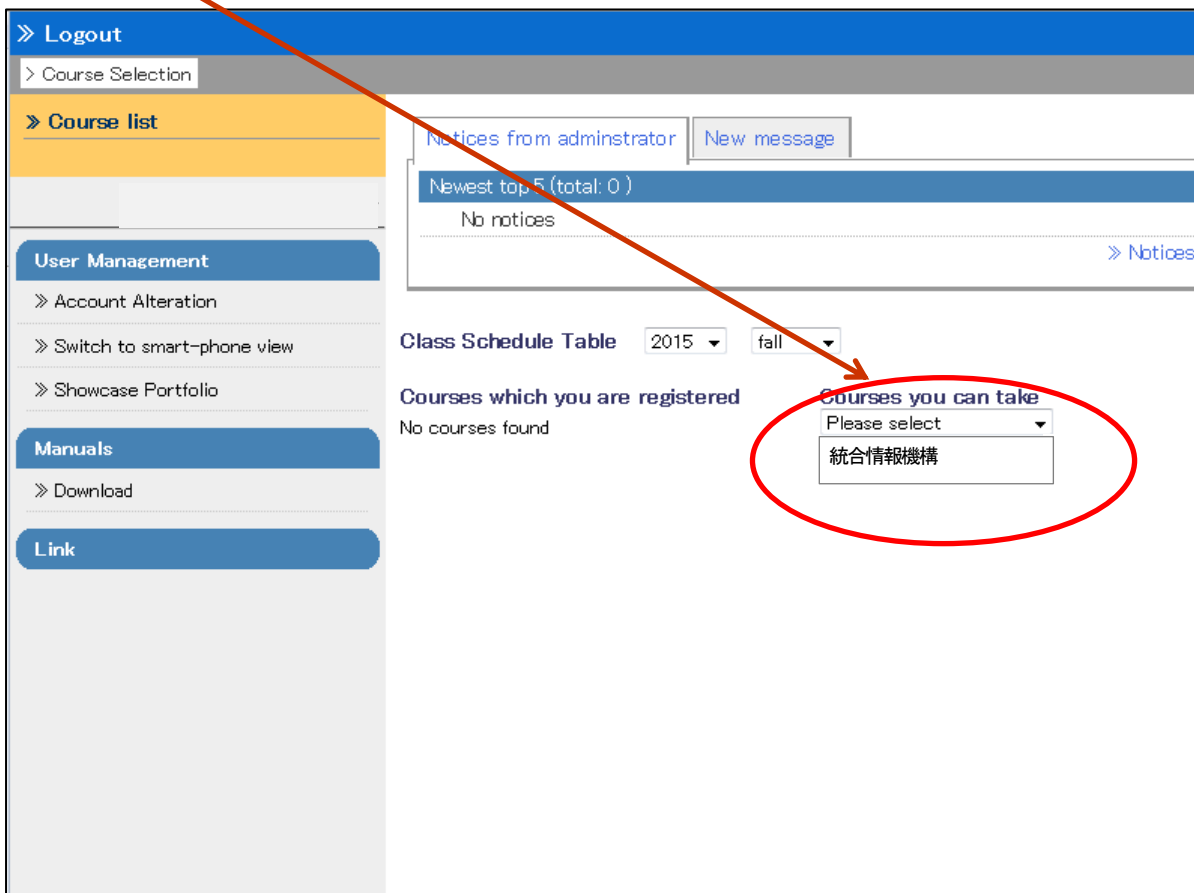 » Logout
> Course Selection
» Course list
Notices from adminstrator
New message
Newest top 5 (total: 0 )
No notices
» Notices
User Management
» Account Alteration
» Switch to smart-phone view
» Showcase Portfolio
Manuals
» Download
Link
Class Schedule Table 2015 fall
Courses which you are registered
No courses found
Courses you can take
Please select
統合情報機構